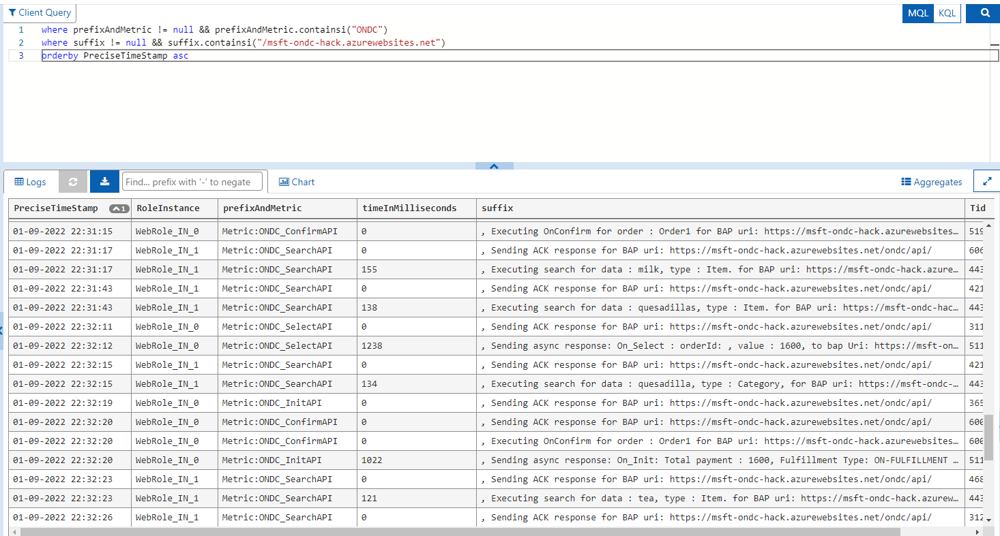 Client Query
MQL KQL
1 where prefixAndMetric != null && prefixAndMetric.containsi("ONDC")
2 where suffix != null && suffix.containsi("/msft-ondc-hack.azurewebsites.net")
3 orderby PreciseTimeStamp asc
Logs Find... prefix with '-' to negate Chart Aggregates
PreciseTimeStamp 1 RoleInstance prefixAndMetric timeInMilliseconds suffix Tid
01-09-2022 22:31:15 WebRole_IN_0 Metric:ONDC_ConfirmAPI 0 , Executing OnConfirm for order : Order1 for BAP uri: https://msft-ondc-hack.azurewebsites... 519
01-09-2022 22:31:17 WebRole_IN_1 Metric:ONDC_SearchAPI 0 , Sending ACK response for BAP uri: https://msft-ondc-hack.azurewebsites.net/ondc/api/ 606
01-09-2022 22:31:17 WebRole_IN_1 Metric:ONDC_SearchAPI 155 , Executing search for data : milk, type : Item. for BAP uri: https://msft-ondc-hack.azure... 443
01-09-2022 22:31:43 WebRole_IN_1 Metric:ONDC_SearchAPI 0 , Sending ACK response for BAP uri: https://msft-ondc-hack.azurewebsites.net/ondc/api/ 421
01-09-2022 22:31:43 WebRole_IN_1 Metric:ONDC_SearchAPI 138 , Executing search for data : quesadillas, type : Item. for BAP uri: https://msft-ondc-hac... 443
01-09-2022 22:32:11 WebRole_IN_0 Metric:ONDC_SelectAPI 0 , Sending ACK response for BAP uri: https://msft-ondc-hack.azurewebsites.net/ondc/api/ 311
01-09-2022 22:32:12 WebRole_IN_0 Metric:ONDC_SelectAPI 1238 , Sending async response: On_Select : orderId: , value : 1600, to bap Uri: https://msft-on... 511
01-09-2022 22:32:15 WebRole_IN_1 Metric:ONDC_SearchAPI 0 , Sending ACK response for BAP uri: https://msft-ondc-hack.azurewebsites.net/ondc/api/ 421
01-09-2022 22:32:15 WebRole_IN_1 Metric:ONDC_SearchAPI 134 , Executing search for data : quesadilla, type : Category, for BAP uri: https://msft-ondc-... 443
01-09-2022 22:32:19 WebRole_IN_0 Metric:ONDC_InitAPI 0 , Sending ACK response for BAP uri: https://msft-ondc-hack.azurewebsites.net/ondc/api/ 365
01-09-2022 22:32:20 WebRole_IN_0 Metric:ONDC_ConfirmAPI 0 , Sending ACK response for BAP uri: https://msft-ondc-hack.azurewebsites.net/ondc/api/ 606
01-09-2022 22:32:20 WebRole_IN_0 Metric:ONDC_ConfirmAPI 0 , Executing OnConfirm for order : Order1 for BAP uri: https://msft-ondc-hack.azurewebsites... 606
01-09-2022 22:32:20 WebRole_IN_0 Metric:ONDC_InitAPI 1022 , Sending async response: On_Init: Total payment : 1600, Fulfillment Type: ON-FULFILLMENT ... 511
01-09-2022 22:32:23 WebRole_IN_1 Metric:ONDC_SearchAPI 0 , Sending ACK response for BAP uri: https://msft-ondc-hack.azurewebsites.net/ondc/api/ 468
01-09-2022 22:32:23 WebRole_IN_1 Metric:ONDC_SearchAPI 121 , Executing search for data : tea, type : Item. for BAP uri: https://msft-ondc-hack.azurew... 443
01-09-2022 22:32:26 WebRole_IN_1 Metric:ONDC_SearchAPI 0 , Sending ACK response for BAP uri: https://msft-ondc-hack.azurewebsites.net/ondc/api/ 312